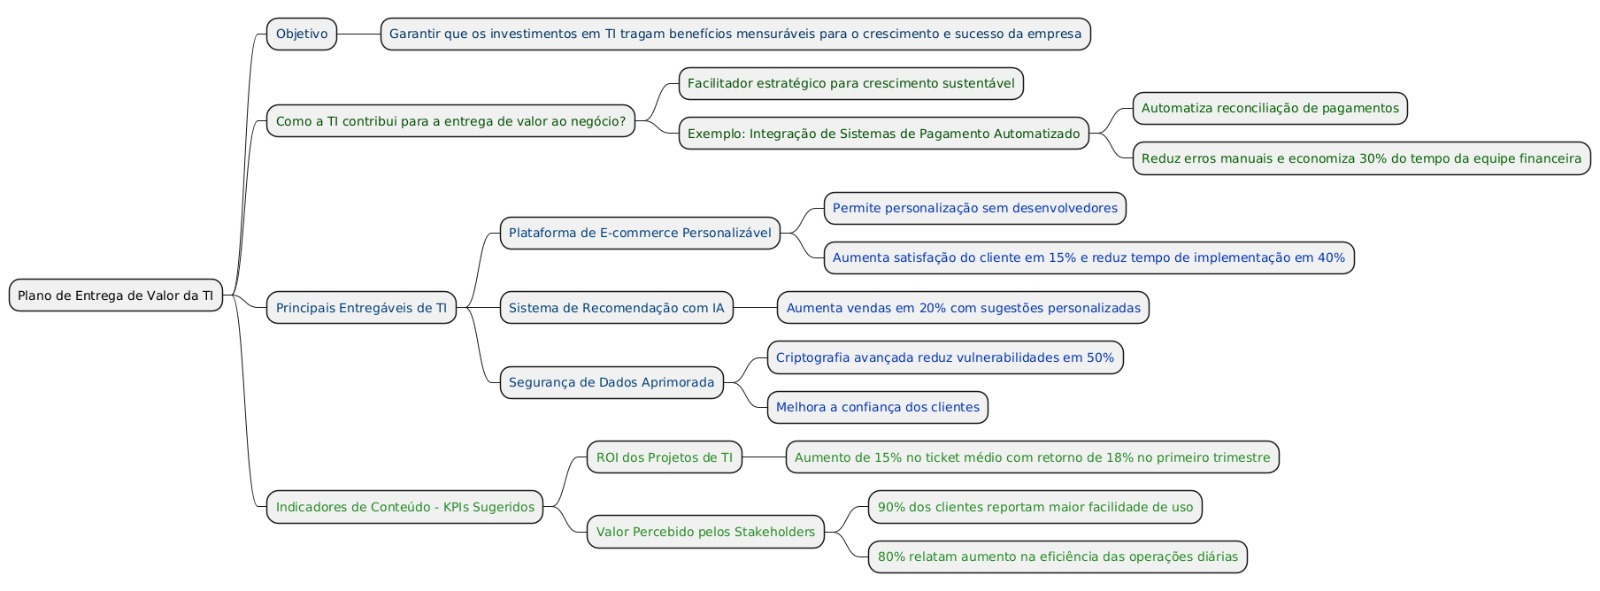 Plano de Entrega de Valor da TI
Objetivo
Garantir que os investimentos em TI tragam benefícios mensuráveis para o crescimento e sucesso da empresa
Como a TI contribui para a entrega de valor ao negócio?
Facilitador estratégico para crescimento sustentável
Exemplo: Integração de Sistemas de Pagamento Automatizado
Automatiza reconciliação de pagamentos
Reduz erros manuais e economiza 30% do tempo da equipe financeira
Principais Entregáveis de TI
Plataforma de E-commerce Personalizável
Permite personalização sem desenvolvedores
Aumenta satisfação do cliente em 15% e reduz tempo de implementação em 40%
Sistema de Recomendação com IA
Aumenta vendas em 20% com sugestões personalizadas
Segurança de Dados Aprimorada
Criptografia avançada reduz vulnerabilidades em 50%
Melhora a confiança dos clientes
Indicadores de Conteúdo - KPIs Sugeridos
ROI dos Projetos de TI
Aumento de 15% no ticket médio com retorno de 18% no primeiro trimestre
Valor Percebido pelos Stakeholders
90% dos clientes reportam maior facilidade de uso
80% relatam aumento na eficiência das operações diárias